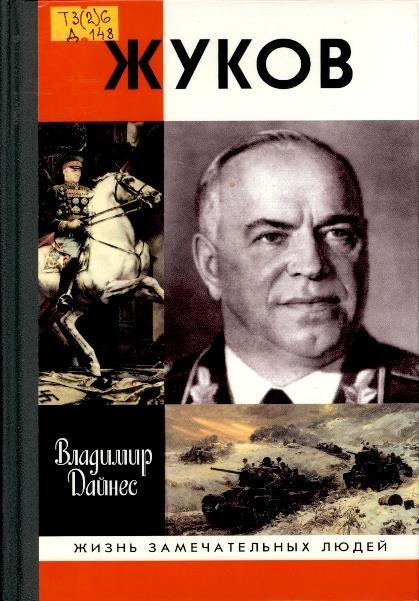 Т3(2)6
Д-148
ЖУКОВ
Владимир
Дайнес
ЖИЗНЬ ЗАМЕЧАТЕЛЬНЫХ ЛЮДЕЙ